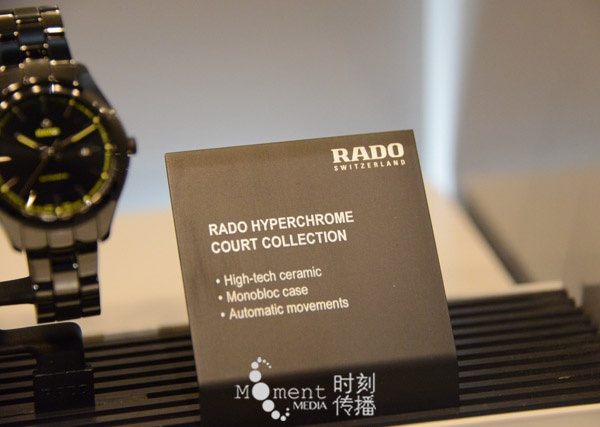 RADO
SWITZERLAND
RADO HYPERCHROME
COURT COLLECTION
• High-tech ceramic
• Monobloc case
• Automatic movements
Moment 时刻
MEDIA 传播